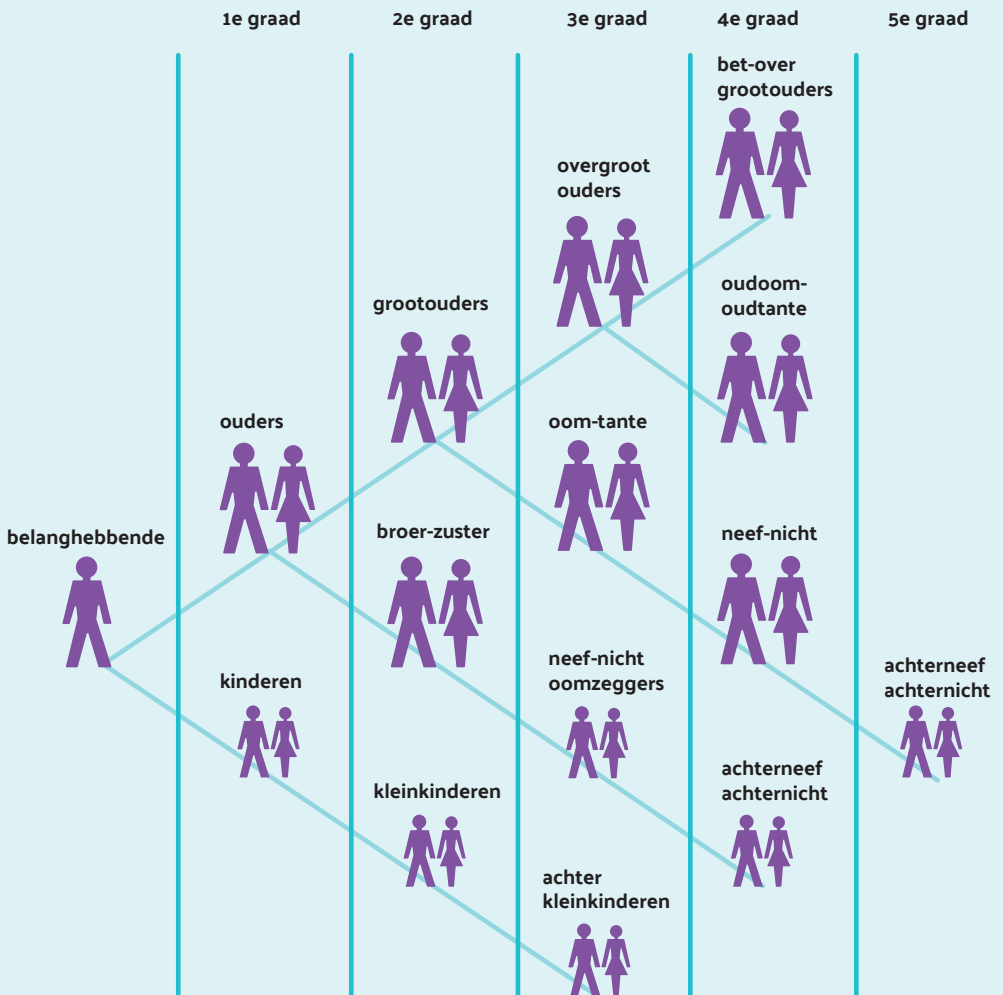 1e graad
2e graad
3e graad
4e graad
5e graad
bet-over
grootouders
overgroot
ouders
oudoom-
oudtante
grootouders
ouders
oom-tante
belanghebbende
broer-zuster
neef-nicht
kinderen
neef-nicht
oomzeggers
achterneef
achternicht
kleinkinderen
achterneef
achternicht
achter
kleinkinderen